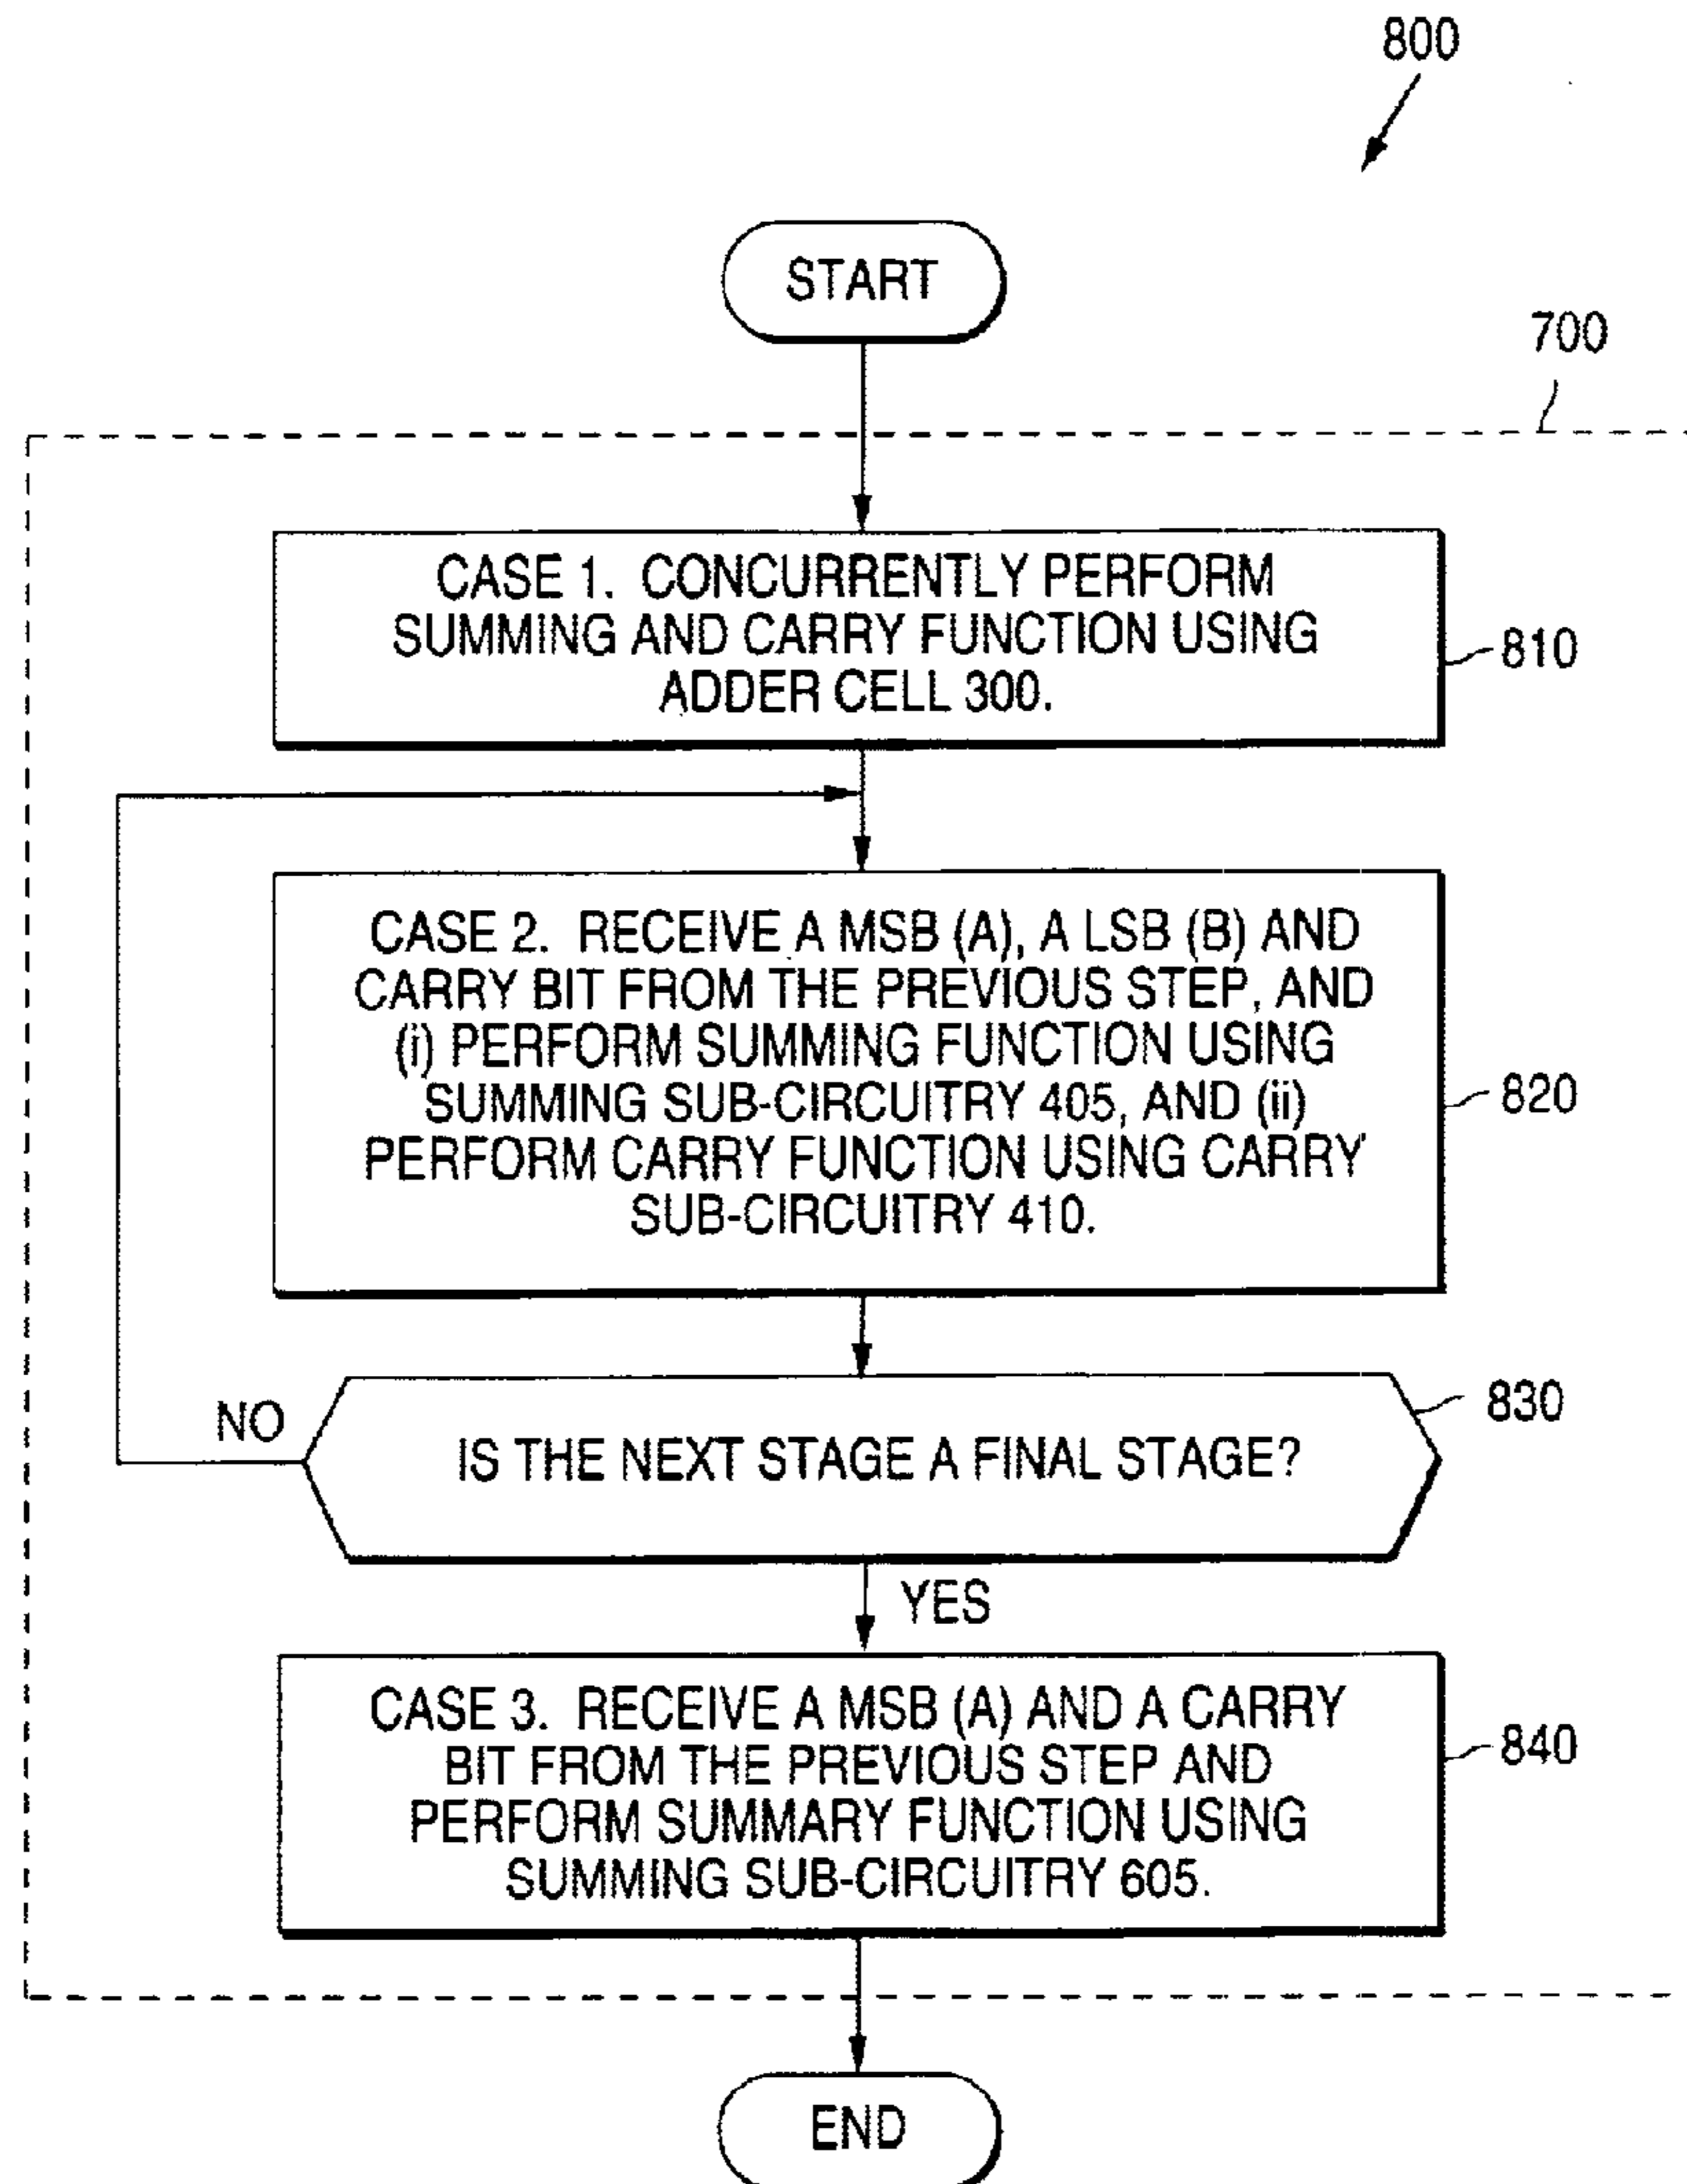 800
START
700
CASE 1. CONCURRENTLY PERFORM
SUMMING AND CARRY FUNCTION USING
ADDER CELL 300.
810
CASE 2. RECEIVE A MSB (A), A LSB (B) AND
CARRY BIT FROM THE PREVIOUS STEP, AND
(i) PERFORM SUMMING FUNCTION USING
SUMMING SUB-CIRCUITRY 405, AND (ii)
PERFORM CARRY FUNCTION USING CARRY
SUB-CIRCUITRY 410.
820
830
NO
IS THE NEXT STAGE A FINAL STAGE?
YES
CASE 3. RECEIVE A MSB (A) AND A CARRY
BIT FROM THE PREVIOUS STEP AND
PERFORM SUMMARY FUNCTION USING
SUMMING SUB-CIRCUITRY 605.
840
END